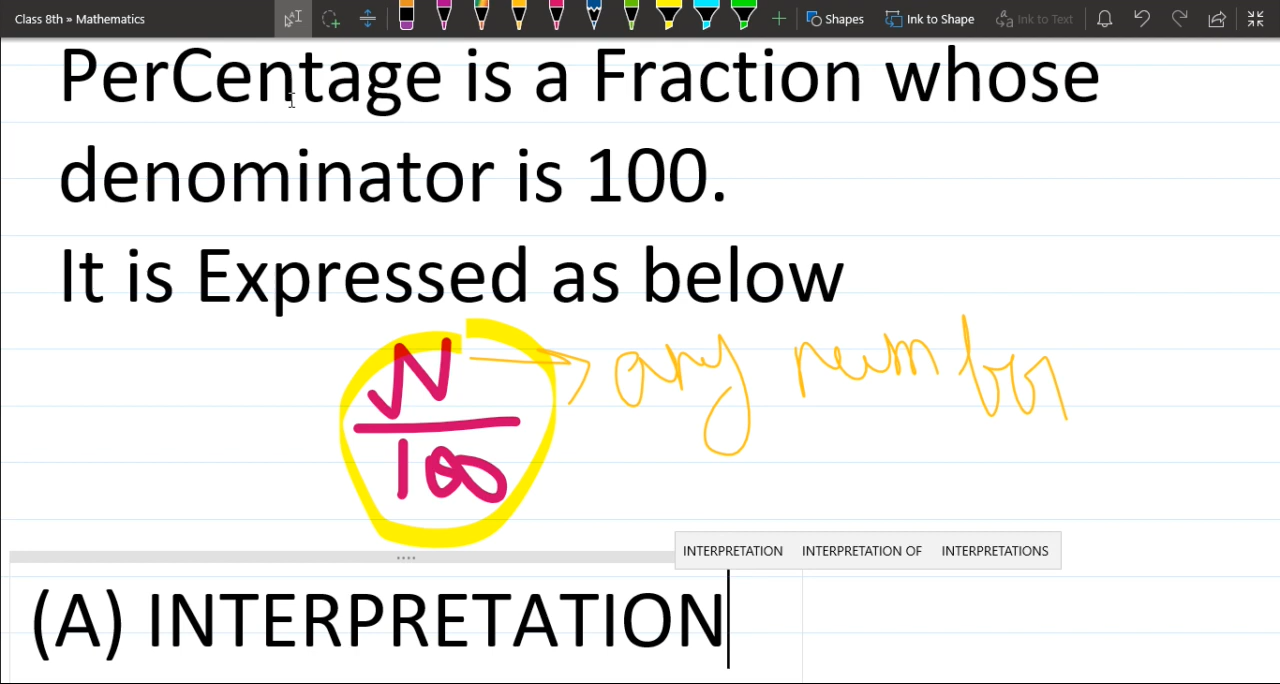 Class 8th » Mathematics
Shapes
Ink to Shape
Ink to Text
PerCentage is a Fraction whose
denominator is 100.
It is Expressed as below
N → any number
100
INTERPRETATION INTERPRETATION OF INTERPRETATIONS
(A) INTERPRETATION